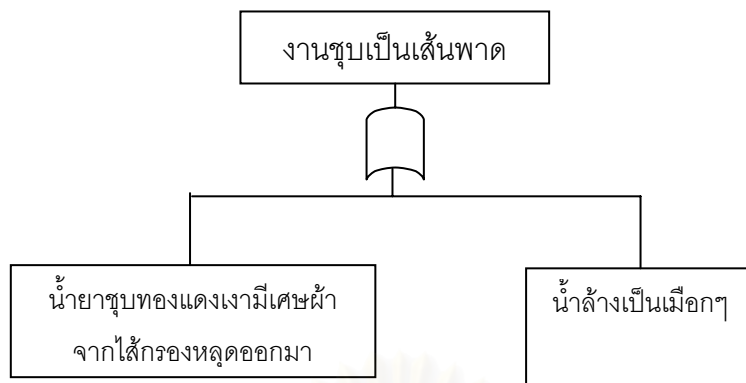 งานชุบเป็นเส้นพาด
น้ำยาชุบทองแดงเงามีเศษผ้า
จากไส้กรองหลุดออกมา
น้ำล้างเป็นเมือกๆ